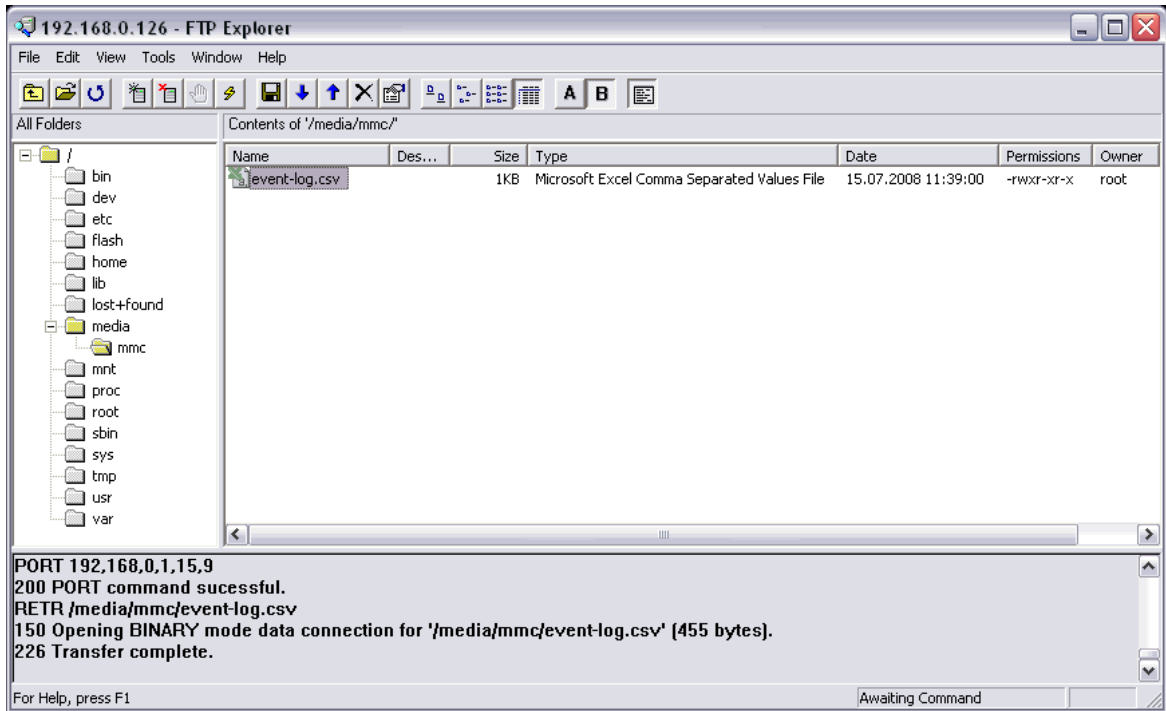 192.168.0.126 - FTP Explorer
File Edit View Tools Window Help
A B
All Folders
Contents of '/media/mmc/'
/
bin
dev
etc
flash
home
lib
lost+found
media
mmc
mnt
proc
root
sbin
sys
tmp
usr
var
Name Des... Size Type Date Permissions Owner
event-log.csv 1KB Microsoft Excel Comma Separated Values File 15.07.2008 11:39:00 -rwxr-xr-x root
PORT 192,168,0,1,15,9
200 PORT command sucessful.
RETR /media/mmc/event-log.csv
150 Opening BINARY mode data connection for '/media/mmc/event-log.csv' (455 bytes).
226 Transfer complete.
For Help, press F1
Awaiting Command